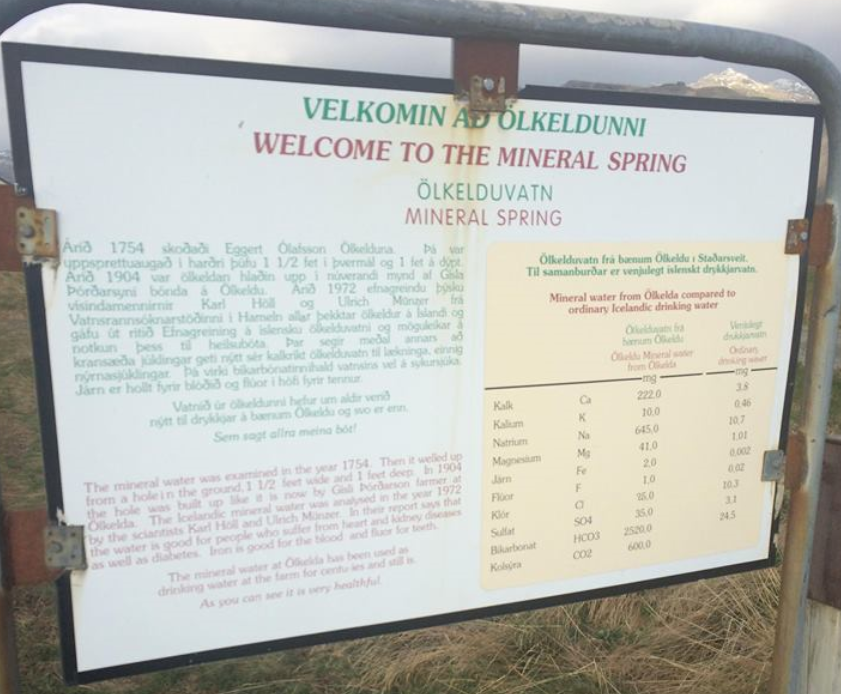 VELKOMIN AÐ ÖLKELDUNNI
WELCOME TO THE MINERAL SPRING
ÖLKELDUVATN
MINERAL SPRING
Árið 1754 skoðaði Eggert Ólafsson Ölkelduna. Þá var
uppsprettuaugað í harðri þúfu 1 1/2 fet í þvermál og 1 fet á dýpt.
Árið 1904 var ölkeldan hlaðin upp í núverandi mynd af Gísla
Þórðarsyni bónda á Ölkeldu. Árið 1972 efnagreindu þýsku
vísindamennirnir Karl Höll og Ulrich Münzer frá
Vatnsrannsóknarstöðinni í Hameln allar þekktar ölkeldur á Íslandi og
gáfu út ritið Efnagreining á íslensku ölkelduvatni og möguleikar á
notkun þess til heilsubóta. Þar segir meðal annars að
kransæða júklingar geti nýtt sér kalkríkt ölkelduvatn til lækninga, einnig
nýrnasjúklingar. Þá virki bíkarbónatinnihald vatnsins vel á sykursjúka.
Járn er hollt fyrir blóðið og flúor í hófi fyrir tennur.
Vatnið úr ölkeldunni hefur um aldir verið
nýtt til drykkjar á bænum Ölkeldu og svo er enn.
Sem sagt allra meina bót!
The mineral water was examined in the year 1754. Then it welled up
from a hole in the ground, 1 1/2 feet wide and 1 feet deep. In 1904
the hole was built up like it is now by Gísli Þórðarson farmer at
Ölkelda. The Icelandic mineral water was analysed in the year 1972
by the sciantists Karl Höll and Ulrich Münzer. In their report says that
the water is good for people who suffer from heart and kidney diseases
as well as diabetes. Iron is good for the blood and fluor for teeth.
The mineral water at Ölkelda has been used as
drinking water at the farm for centuries and still is.
As you can see it is very healthful
Ölkelduvatn frá bænum Ölkeldu í Staðarsveit.
Til samanburðar er venjulegt íslenskt drykkjarvatn.
Mineral water from Ölkelda compared to
ordinary Icelandic drinking water
Ölkelduvatn frá bænum Ölkeldu
Venjulegt drykkjarvatn
Ölkeldu Mineral water from Ölkelda
Ordinary drinking water
mg mg
Kalk Ca 222,0 3,8
Kalium K 10,0 0,46
Natrium Na 645,0 10,7
Magnesium Mg 41,0 1,01
Járn Fe 2,0 0,002
Flúor F 1,0 0,02
Klór Cl 35,0 10,3
Sulfat SO4 35,0 3,1
Bikarbonat HCO3 2520,0 24,5
Kolsýra CO2 600,0